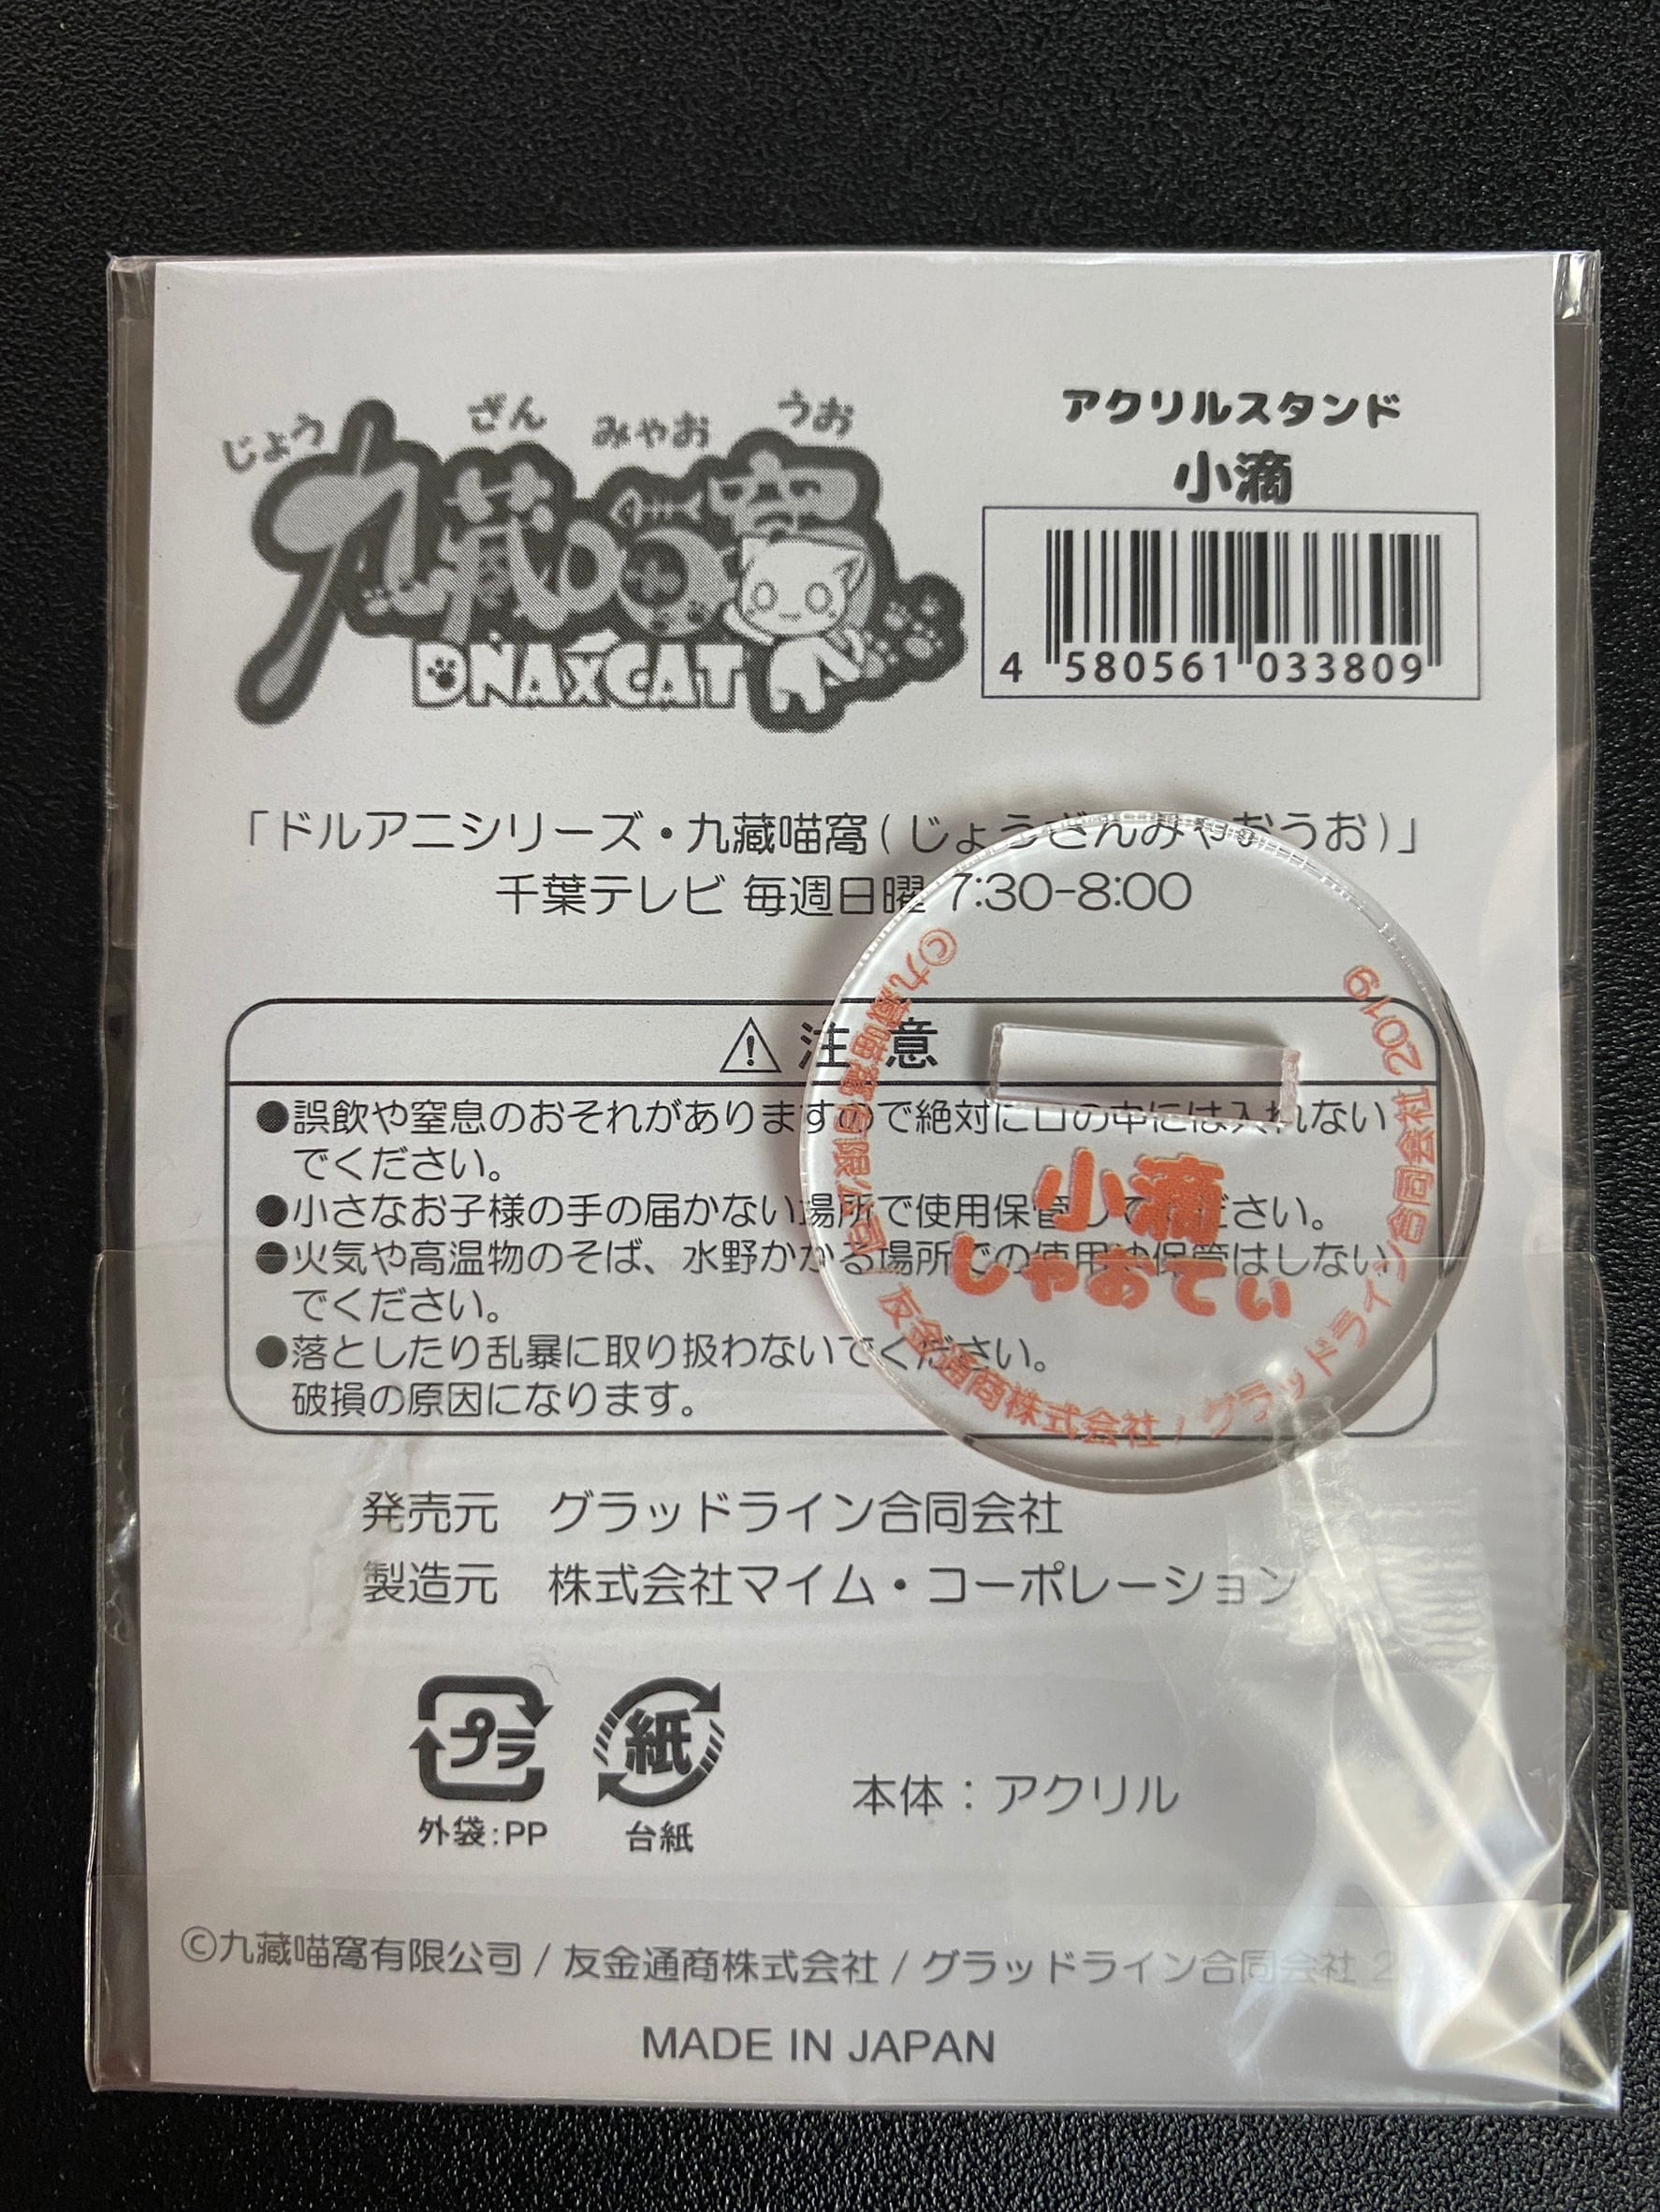 じょう ざん みゃお うお
九藏喵窩
DNAxCAT
アクリルスタンド
小滴
4 580561 033809
「ドルアニシリーズ・九藏喵窩(じょうざんみゃおうお)」
千葉テレビ 毎週日曜 7:30-8:00
注意
●誤飲や窒息のおそれがありますので絶対に口の中には入れない
でください。
●小さなお子様の手の届かない場所で使用保管してください。
●火気や高温物のそば、水野かかる場所での使用や保管はしない
でください。
●落としたり乱暴に取り扱わないでください。
破損の原因になります。
小滴
しゃおてぃ
©九藏喵窩有限公司 / 友金通商株式会社 / グラッドライン合同会社 2019
発売元 グラッドライン合同会社
製造元 株式会社マイム・コーポレーション
プラ
外袋:PP
紙
台紙
本体：アクリル
©九藏喵窩有限公司 / 友金通商株式会社 / グラッドライン合同会社
MADE IN JAPAN